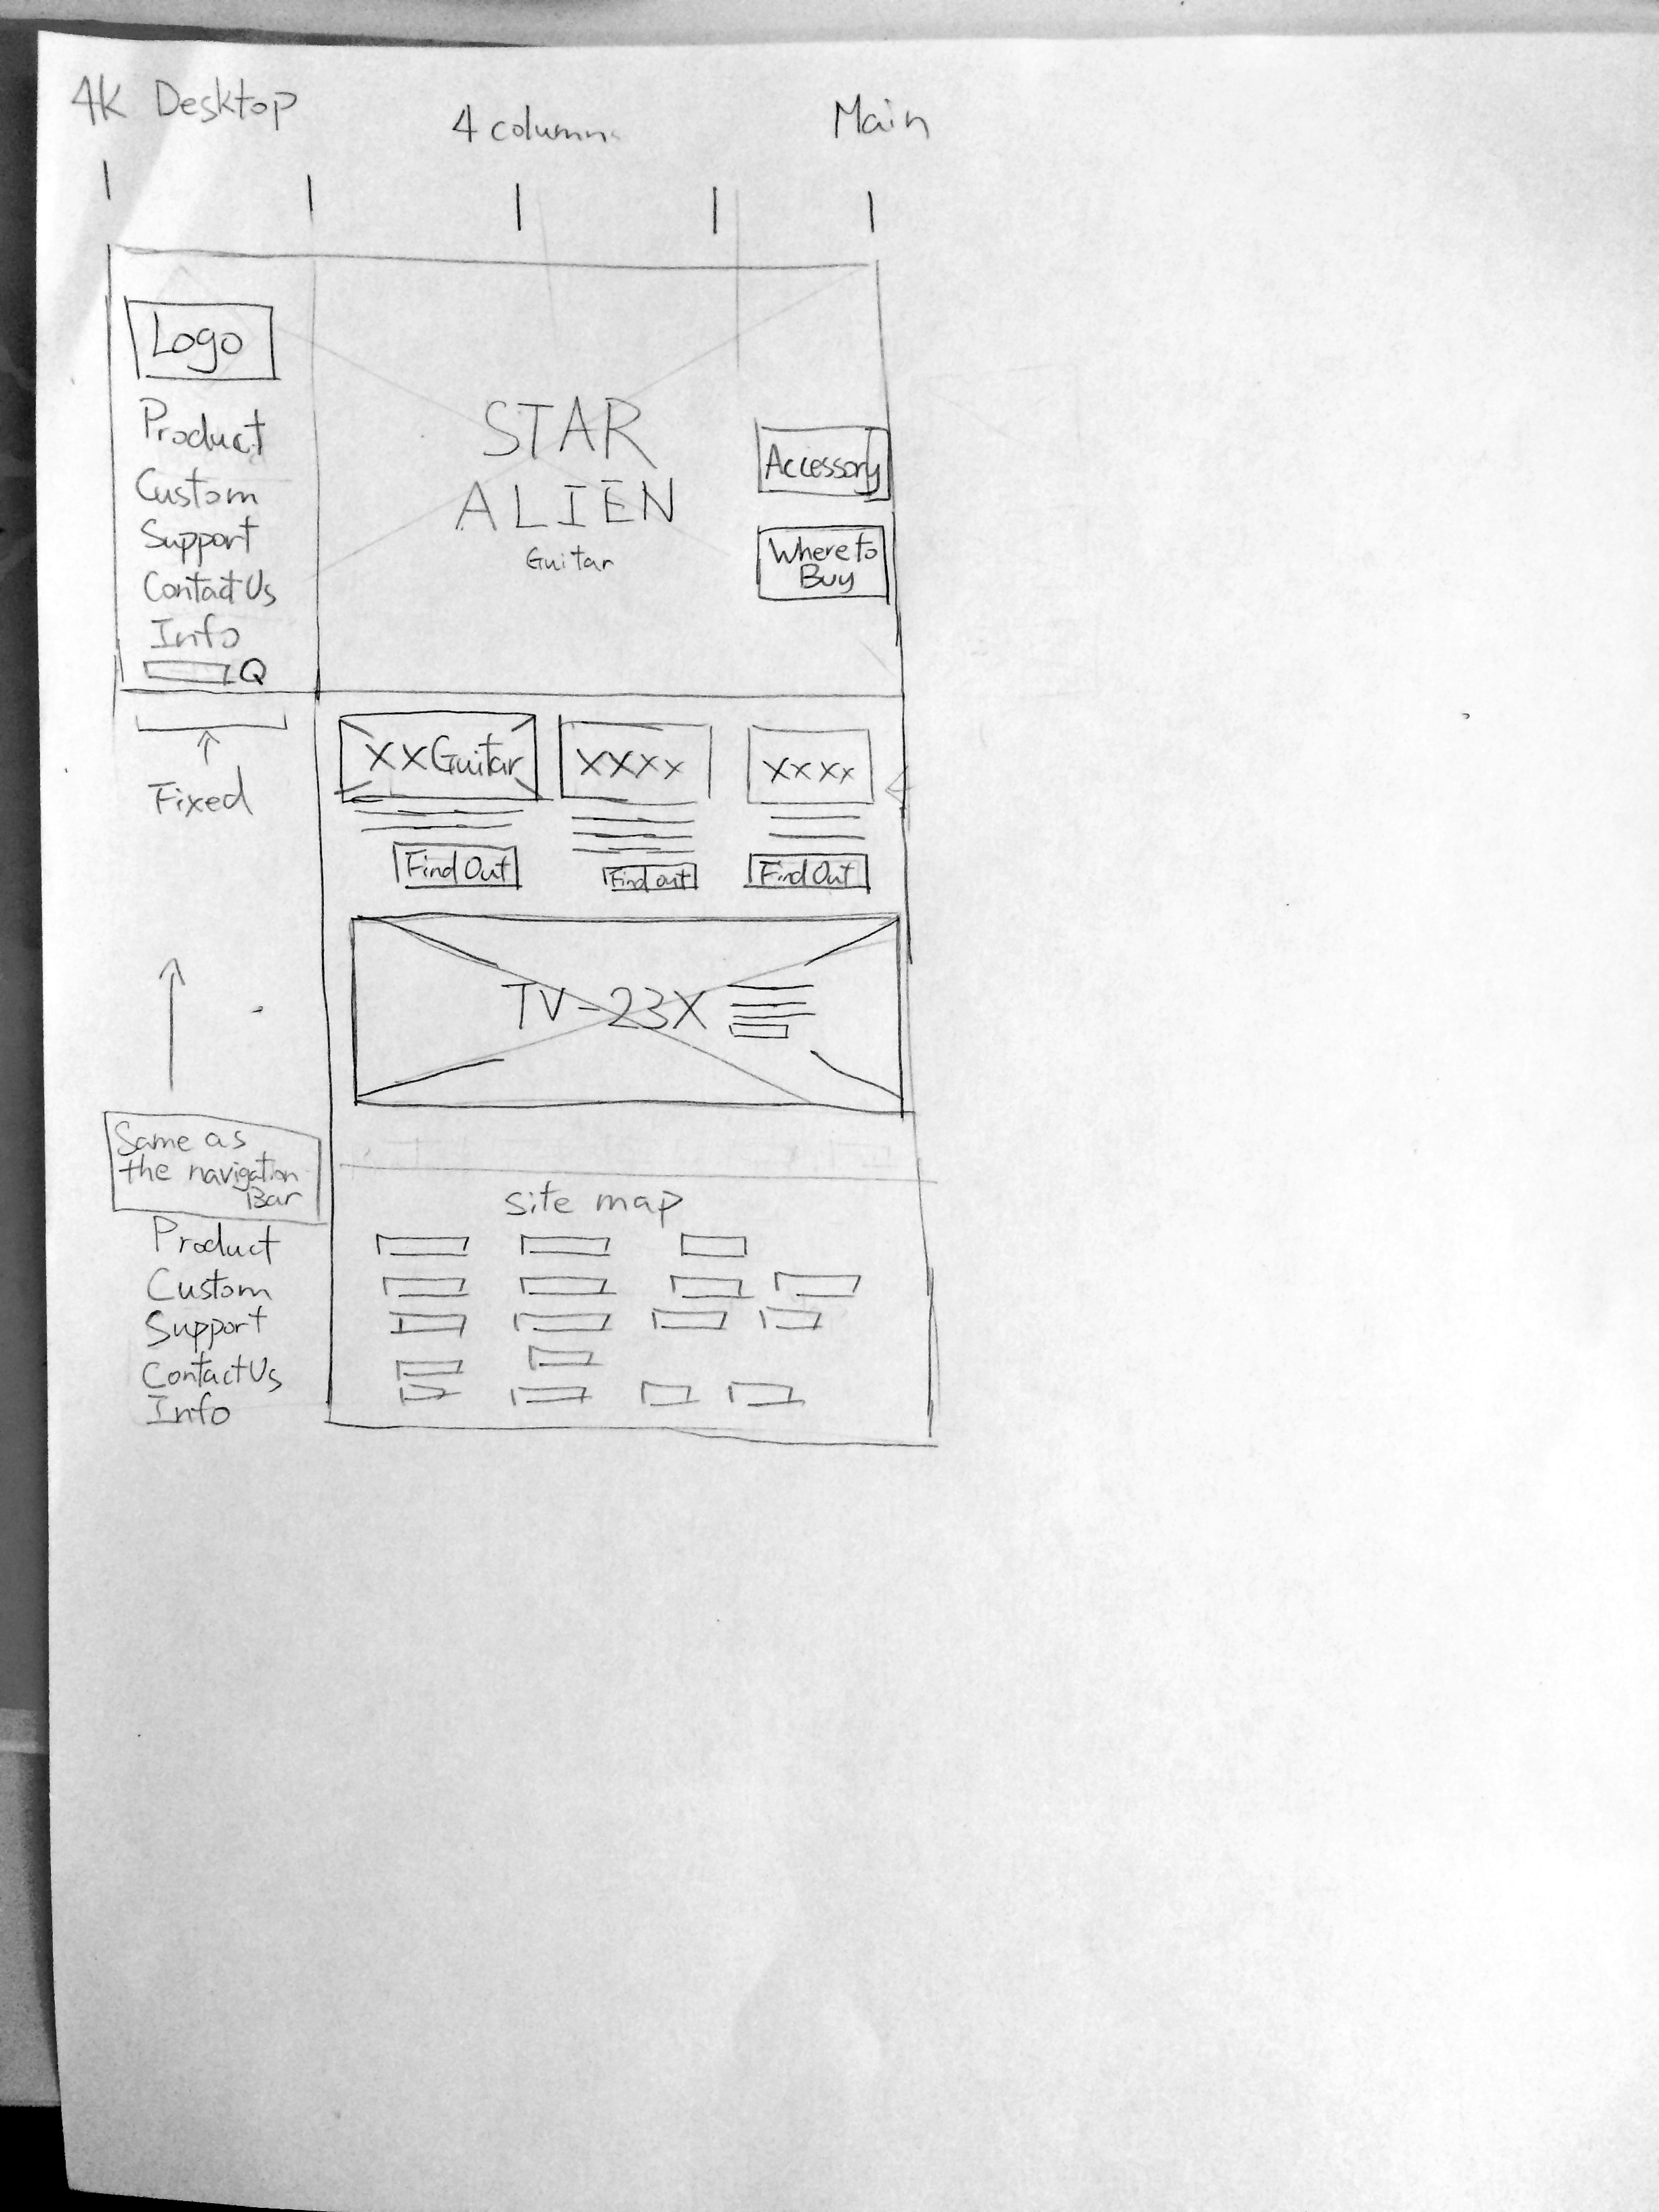 4K Desktop
4 columns
Main
Logo
Product
Custom
Support
Contact Us
Info
Q
STAR
ALIEN
Guitar
Accessory
Where to
Buy
Fixed
XXGuitar
XXXX
XXXX
Find Out
Find out
Find Out
TV-23X
Same as
the navigation
Bar
Product
Custom
Support
Contact Us
Info
site map